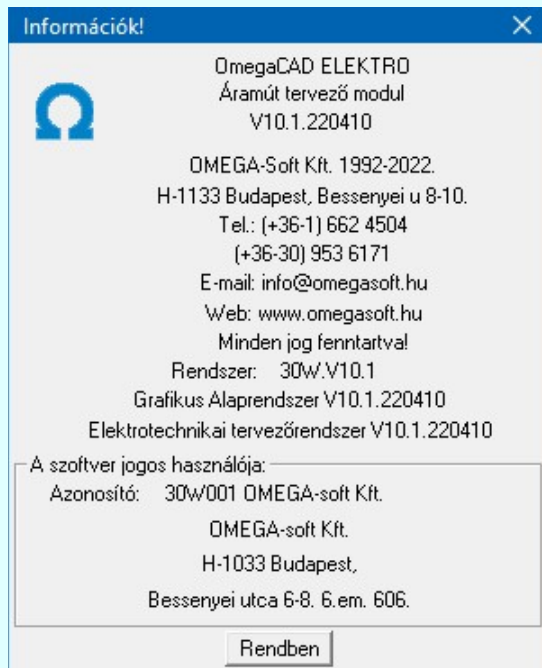 Információk!
OmegaCAD ELEKTRO
Áramút tervező modul
V10.1.220410
OMEGA-Soft Kft. 1992-2022.
H-1133 Budapest, Bessenyei u 8-10.
Tel.: (+36-1) 662 4504
(+36-30) 953 6171
E-mail: info@omegasoft.hu
Web: www.omegasoft.hu
Minden jog fenntartva!
Rendszer: 30W.V10.1
Grafikus Alaprendszer V10.1.220410
Elektrotechnikai tervezőrendszer V10.1.220410
A szoftver jogos használója:
Azonosító: 30W001 OMEGA-soft Kft.
OMEGA-soft Kft.
H-1033 Budapest,
Bessenyei utca 6-8. 6.em. 606.
Rendben